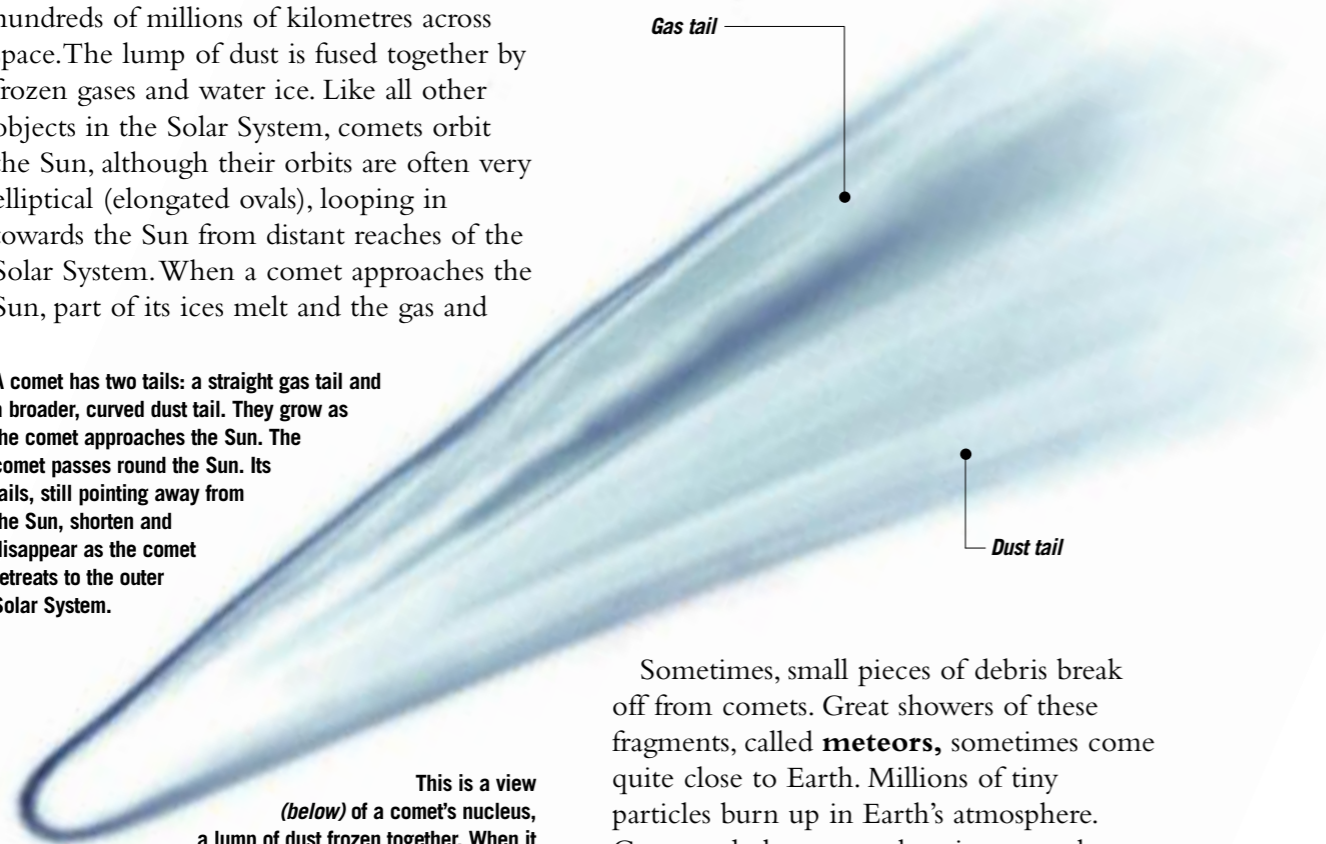 hundreds of millions of kilometres across
space. The lump of dust is fused together by
frozen gases and water ice. Like all other
objects in the Solar System, comets orbit
the Sun, although their orbits are often very
elliptical (elongated ovals), looping in
towards the Sun from distant reaches of the
Solar System. When a comet approaches the
Sun, part of its ices melt and the gas and
Gas tail
A comet has two tails: a straight gas tail and
a broader, curved dust tail. They grow as
the comet approaches the Sun. The
comet passes round the Sun. Its
tails, still pointing away from
the Sun, shorten and
disappear as the comet
retreats to the outer
Solar System.
Dust tail
This is a view
(below) of a comet's nucleus,
a lump of dust frozen together. When it
Sometimes, small pieces of debris break
off from comets. Great showers of these
fragments, called meteors, sometimes come
quite close to Earth. Millions of tiny
particles burn up in Earth's atmosphere.